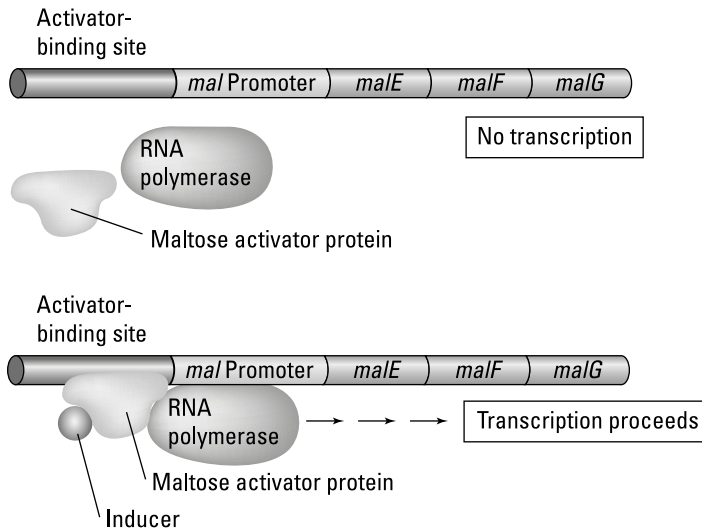 Activator-
binding site
mal Promoter malE malF malG
No transcription
RNA
polymerase
Maltose activator protein
Activator-
binding site
mal Promoter malE malF malG
RNA
polymerase
Transcription proceeds
Maltose activator protein
Inducer